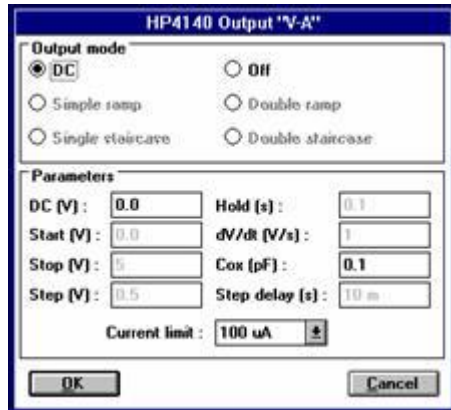 HP4140 Output "V-A"
Output mode
DC Off
Simple ramp Double ramp
Single staircase Double staircase
Parameters
DC (V) : 0.0 Hold (s) : 0.1
Start (V) : 0.0 dV/dt (V/s) : 1
Stop (V) : 5 Cox (pF) : 0.1
Step (V) : 0.5 Step delay (s) : 10 m
Current limit : 100 uA
OK Cancel